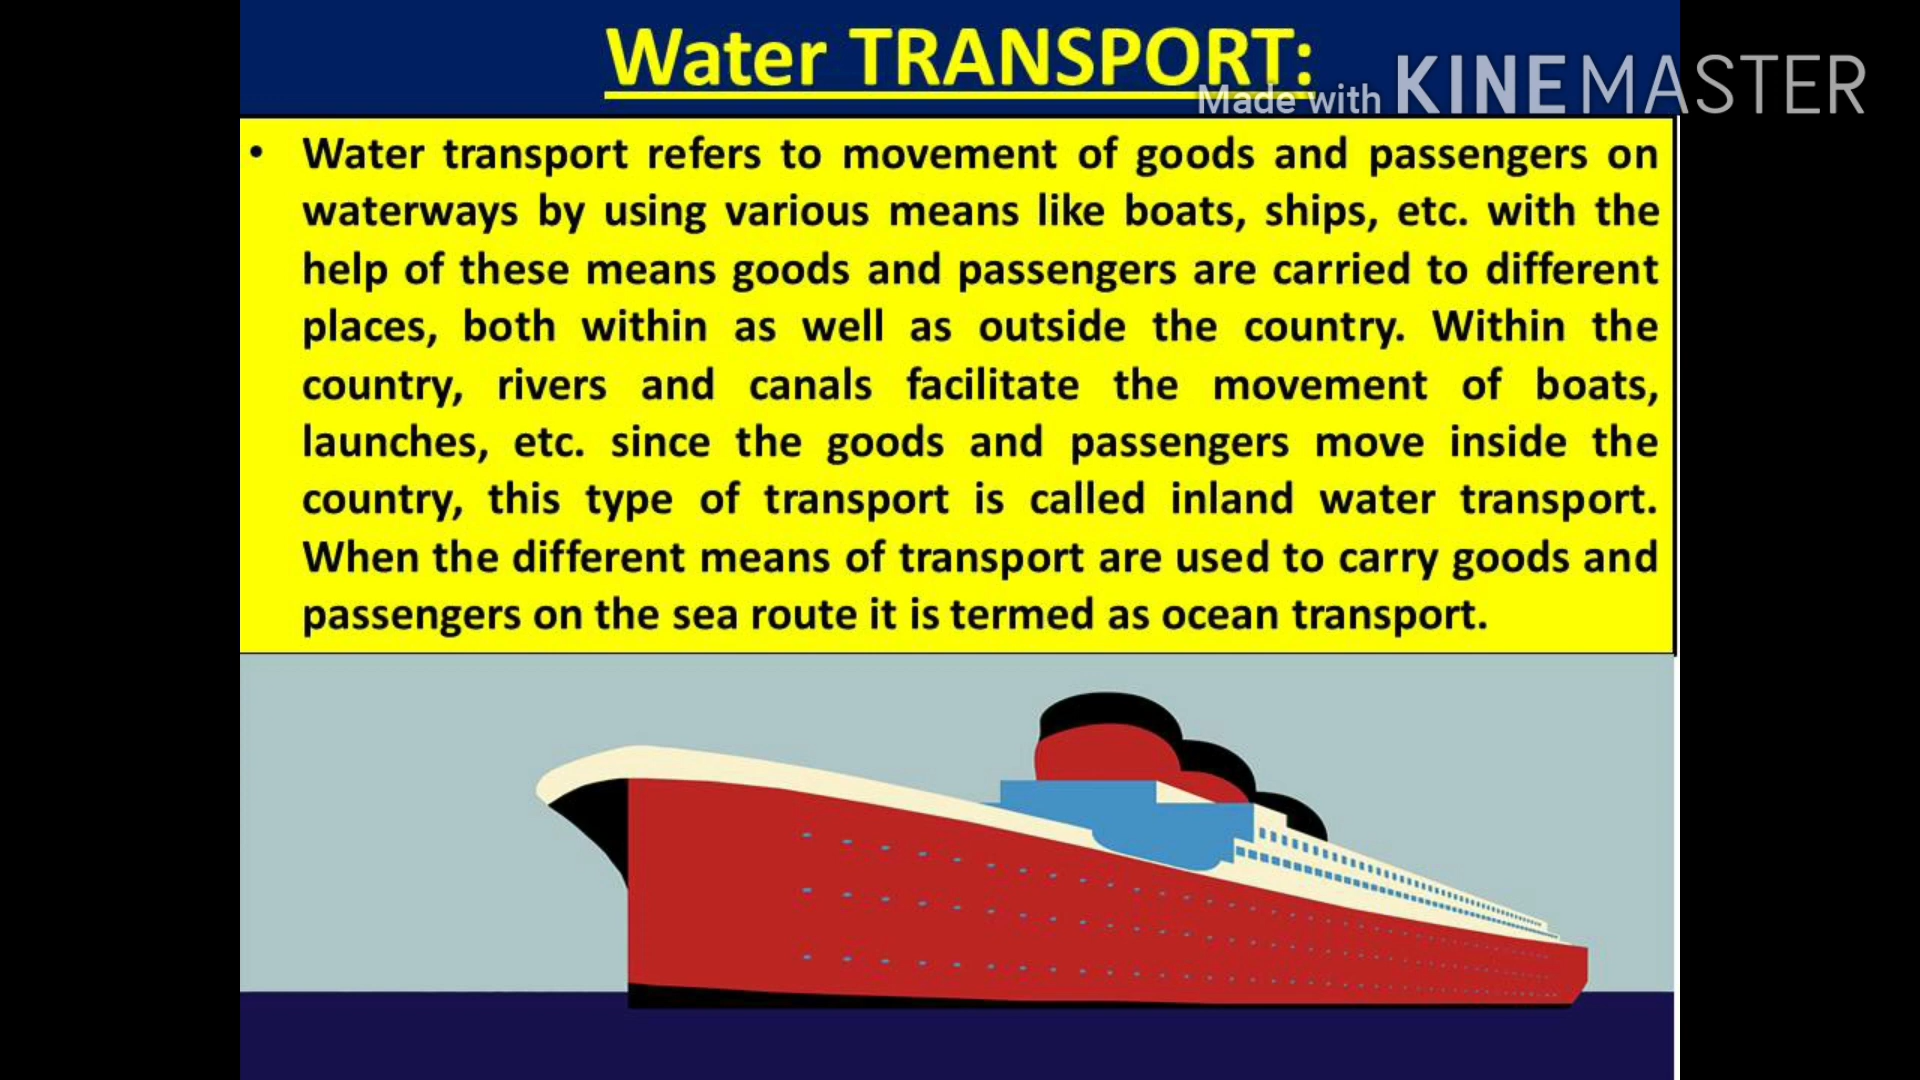 Water TRANSPORT:
Made with KINEMASTER
• Water transport refers to movement of goods and passengers on
waterways by using various means like boats, ships, etc. with the
help of these means goods and passengers are carried to different
places, both within as well as outside the country. Within the
country, rivers and canals facilitate the movement of boats,
launches, etc. since the goods and passengers move inside the
country, this type of transport is called inland water transport.
When the different means of transport are used to carry goods and
passengers on the sea route it is termed as ocean transport.